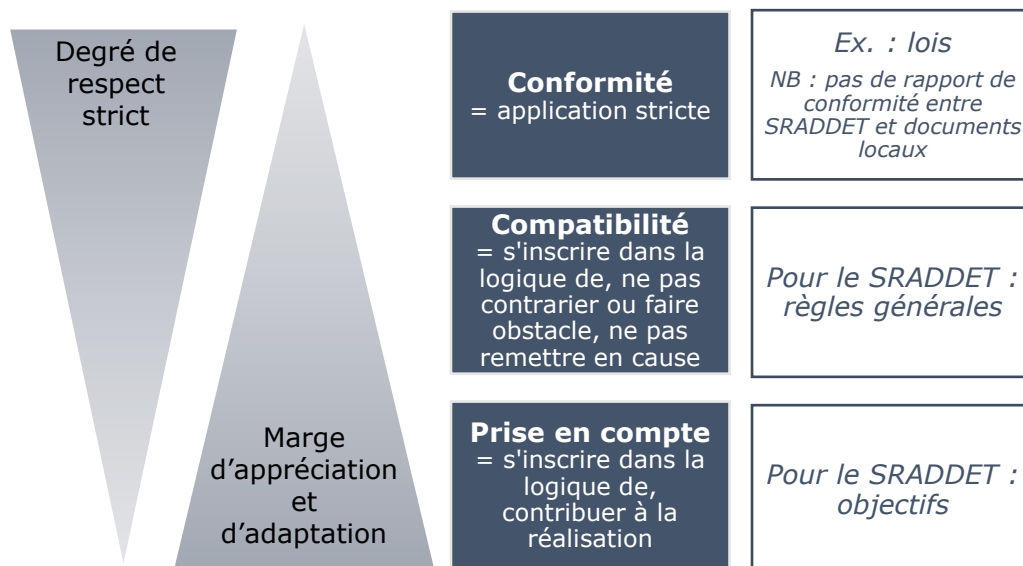 Degré de
respect
strict
Marge
d’appréciation
et
d’adaptation
Conformité
= application stricte
Ex. : lois
NB : pas de rapport de
conformité entre
SRADDET et documents
locaux
Compatibilité
= s'inscrire dans la
logique de, ne pas
contrarier ou faire
obstacle, ne pas
remettre en cause
Pour le SRADDET :
règles générales
Prise en compte
= s'inscrire dans la
logique de,
contribuer à la
réalisation
Pour le SRADDET :
objectifs